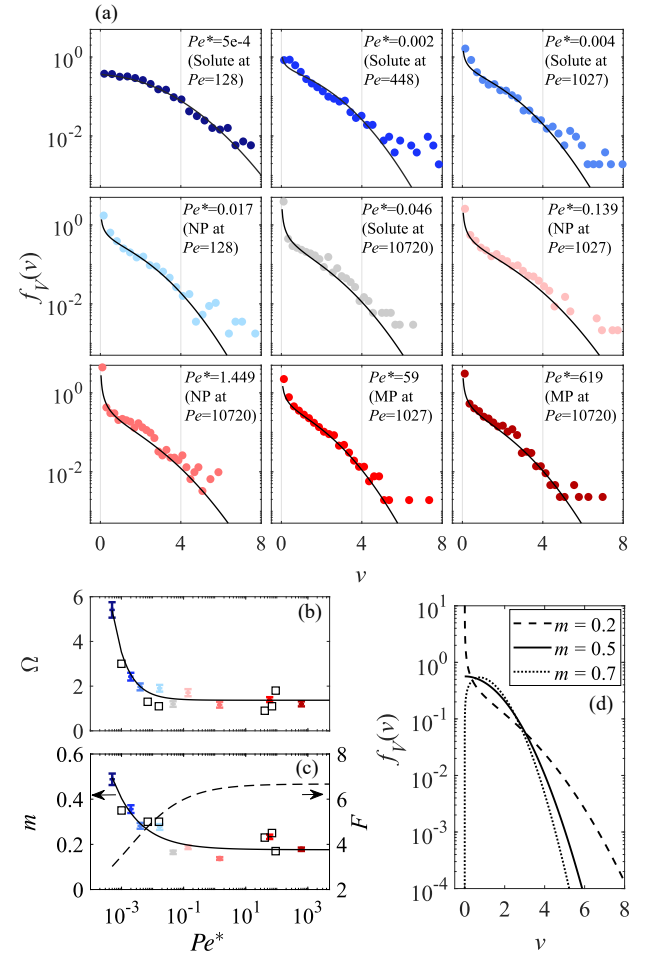 (a)
Pe*=5e-4
(Solute at
Pe=128)
Pe*=0.002
(Solute at
Pe=448)
Pe*=0.004
(Solute at
Pe=1027)
10^0
10^-2
Pe*=0.017
(NP at
Pe=128)
Pe*=0.046
(Solute at
Pe=10720)
Pe*=0.139
(NP at
Pe=1027)
10^0
10^-2
f_V(v)
Pe*=1.449
(NP at
Pe=10720)
Pe*=59
(MP at
Pe=1027)
Pe*=619
(MP at
Pe=10720)
10^0
10^-2
0 4 8 0 4 8 0 4 8
v
(b)
6
4
2
0
Ω
(c)
0.6
0.4
0.2
0
m
8
6
4
2
F
10^-3 10^-1 10^1 10^3
Pe*
(d)
m = 0.2
m = 0.5
m = 0.7
10^1
10^0
10^-1
10^-2
10^-3
10^-4
f_V(v)
0 2 4 6 8
v